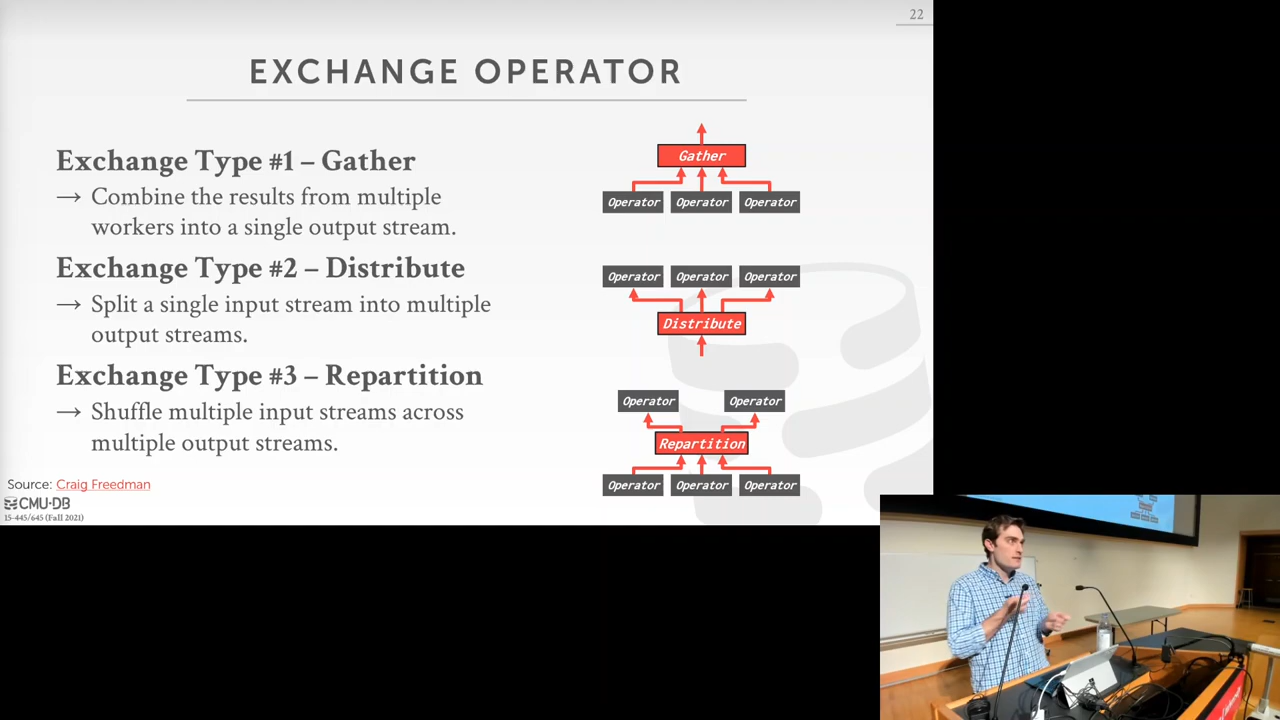 22
EXCHANGE OPERATOR
Exchange Type #1 – Gather
→ Combine the results from multiple
workers into a single output stream.
Gather
Operator Operator Operator
Exchange Type #2 – Distribute
→ Split a single input stream into multiple
output streams.
Operator Operator Operator
Distribute
Exchange Type #3 – Repartition
→ Shuffle multiple input streams across
multiple output streams.
Operator Operator
Repartition
Operator Operator Operator
Source: Craig Freedman
CMU·DB
15-445/645 (Fall 2021)